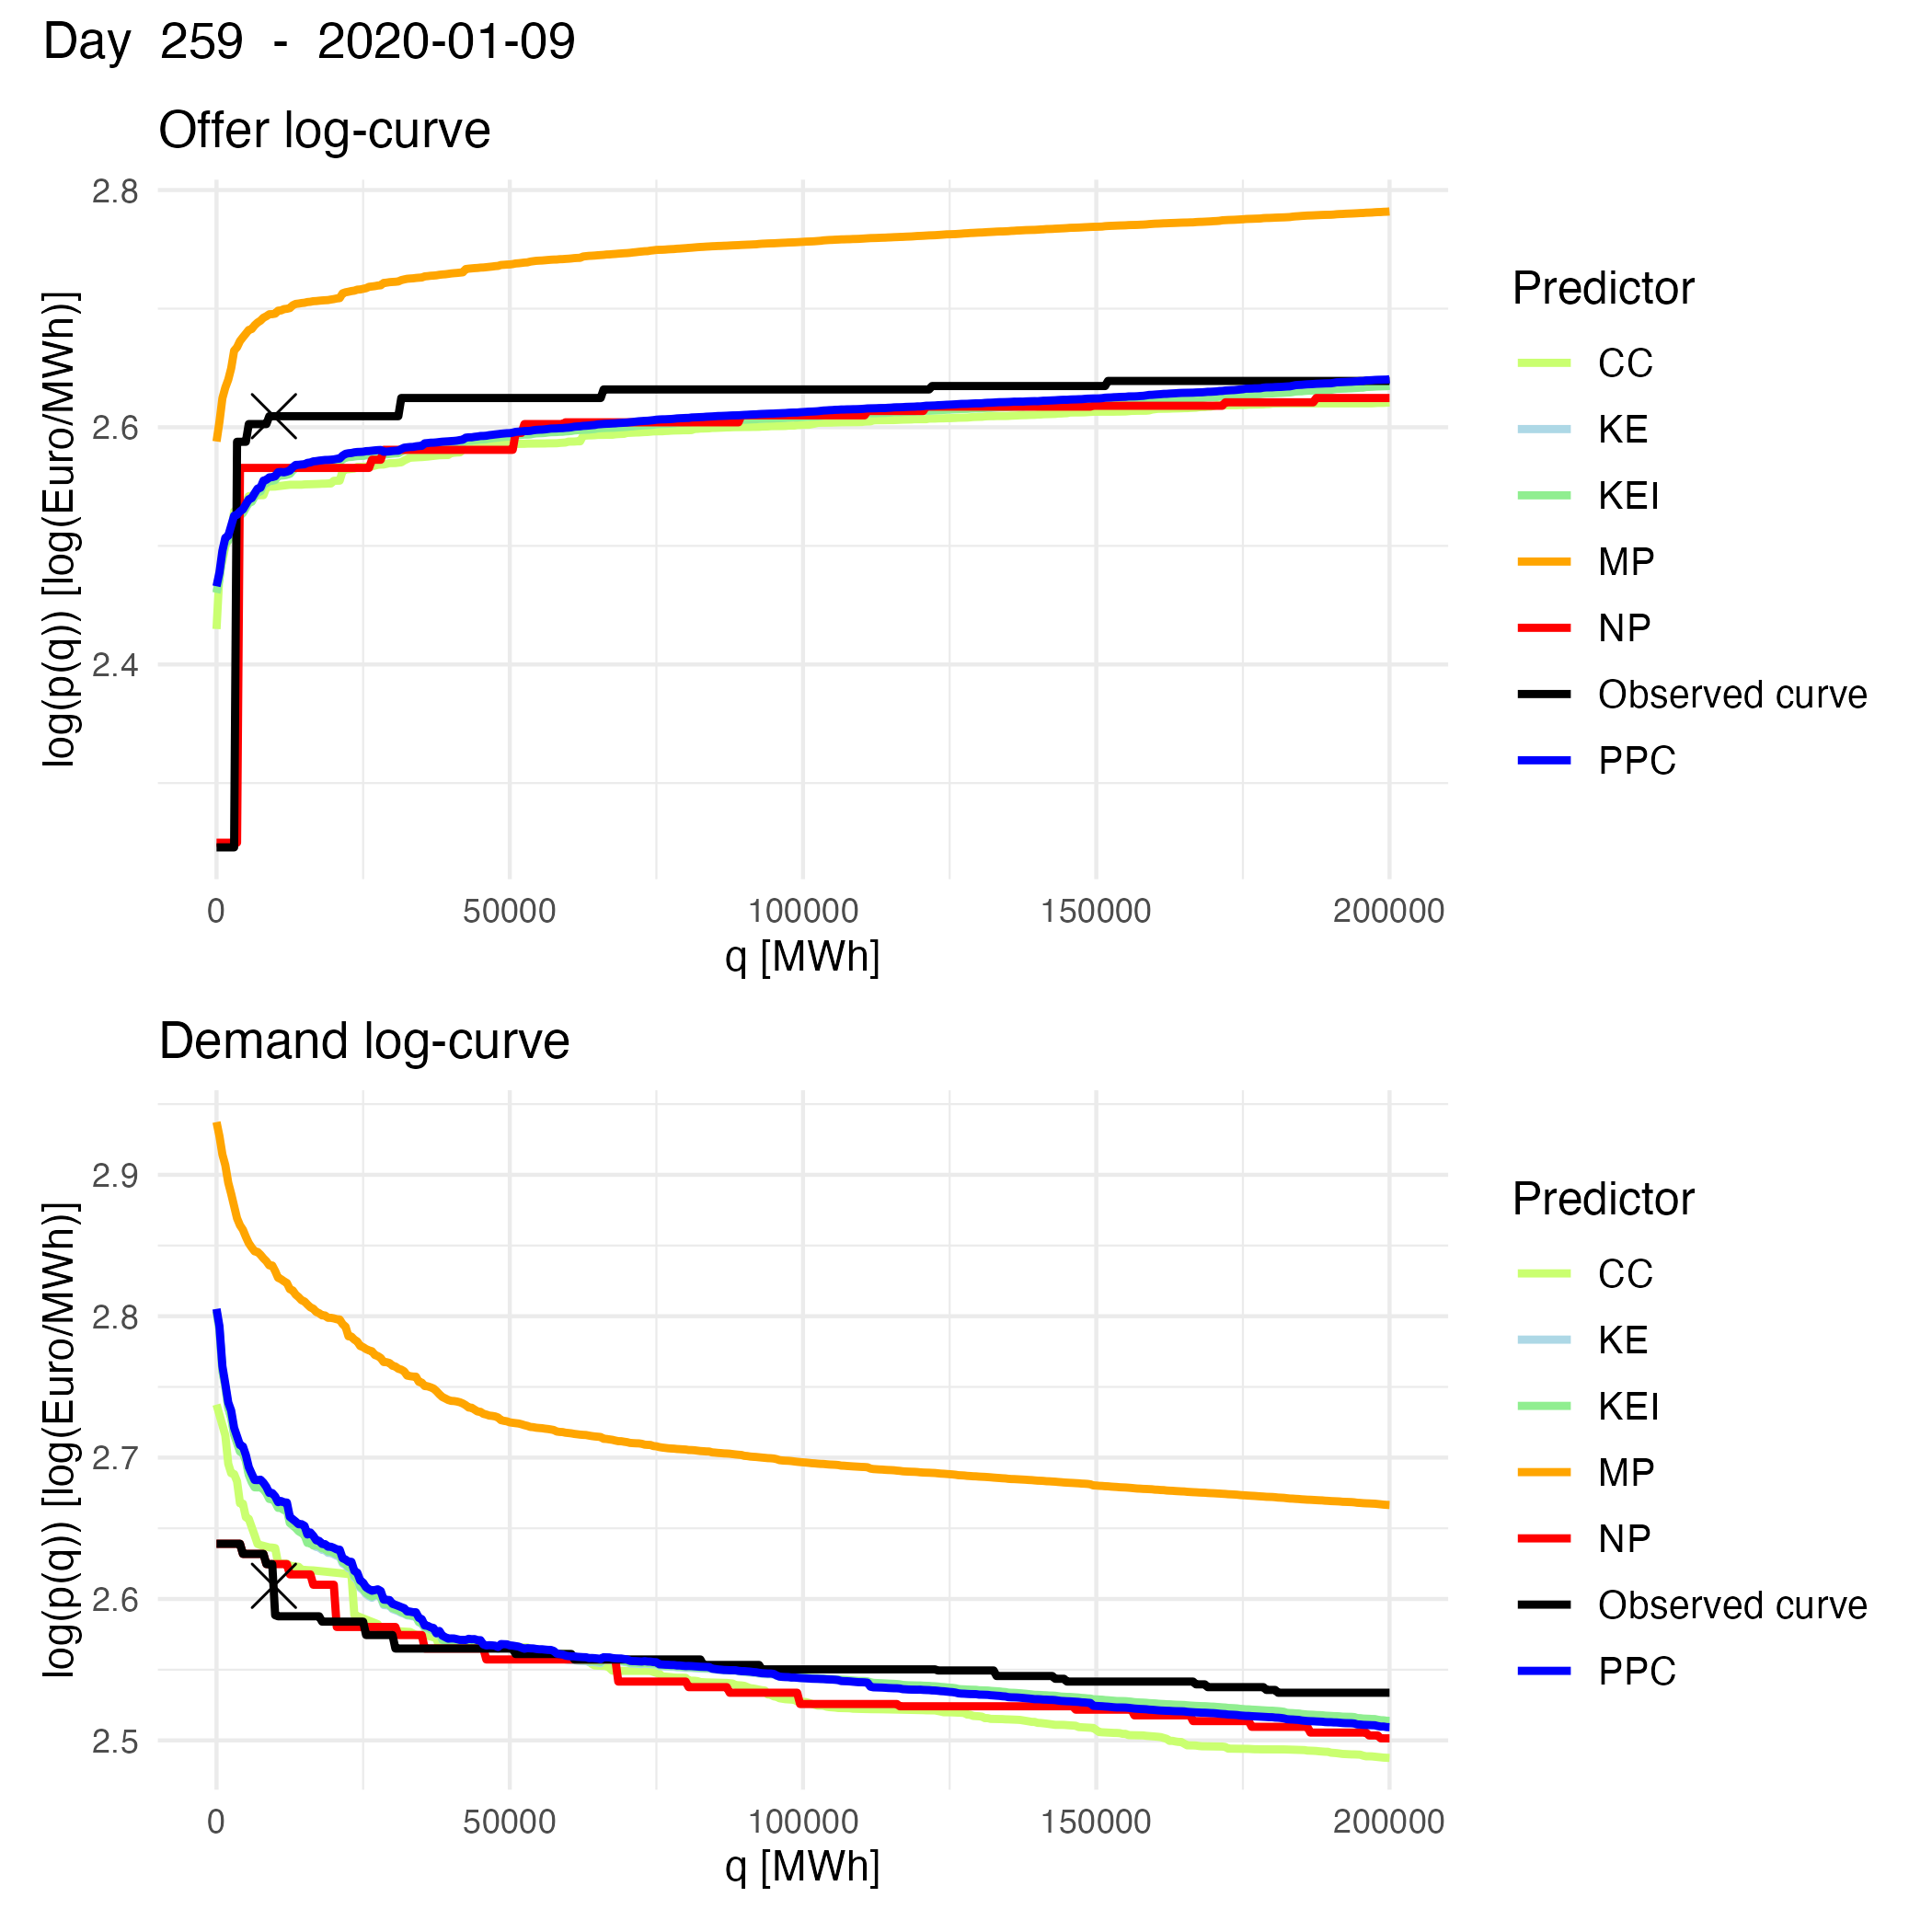 Day 259 - 2020-01-09
Offer log-curve
log(p(q)) [log(Euro/MWh)]
2.8
2.6
2.4
0 50000 100000 150000 200000
q [MWh]
Predictor
CC
KE
KEI
MP
NP
Observed curve
PPC
Demand log-curve
log(p(q)) [log(Euro/MWh)]
2.9
2.8
2.7
2.6
2.5
0 50000 100000 150000 200000
q [MWh]
Predictor
CC
KE
KEI
MP
NP
Observed curve
PPC